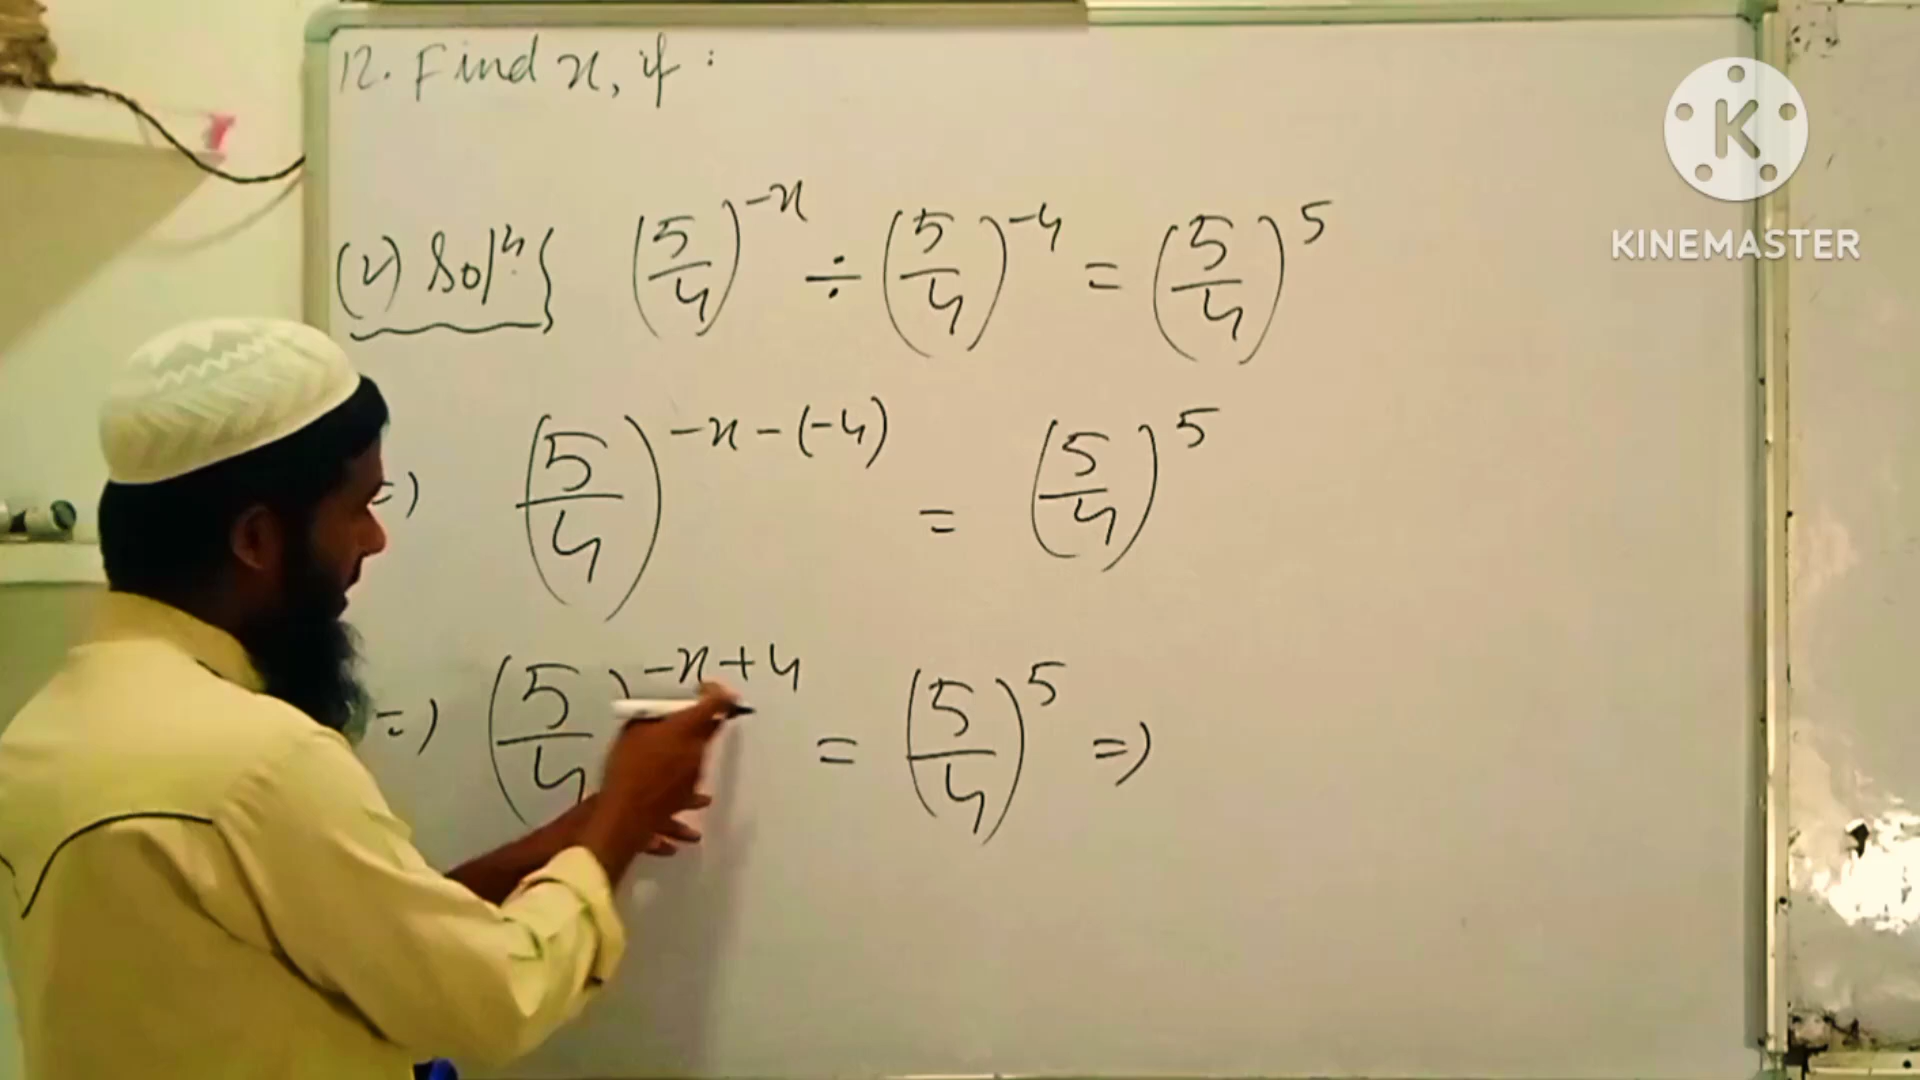 12. Find x, if :
(v) Solⁿ { (5/4)^-x ÷ (5/4)^-4 = (5/4)^5
=) (5/4)^-x-(-4) = (5/4)^5
=) (5/4)^-x+4 = (5/4)^5 =)
K
KINEMASTER